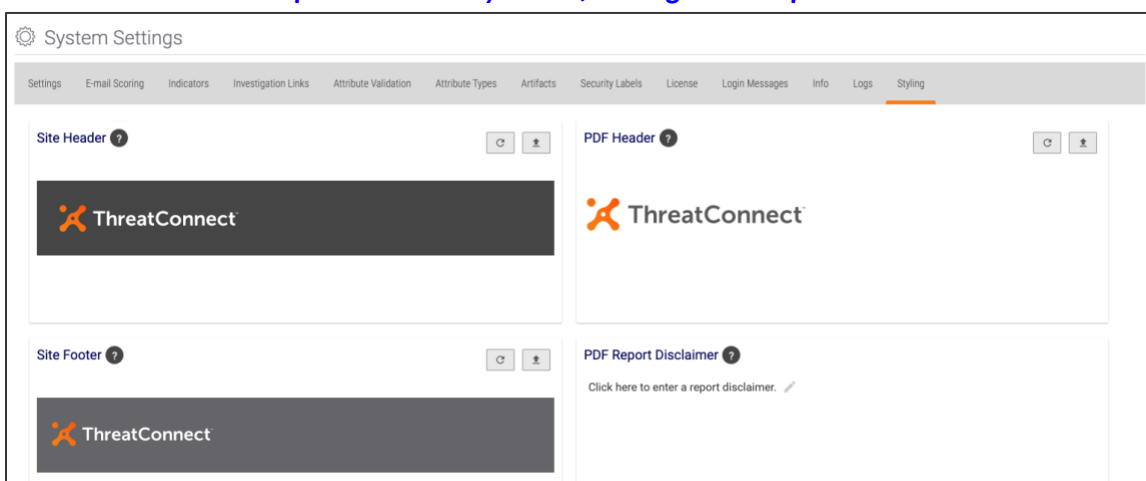 System Settings
Settings E-mail Scoring Indicators Investigation Links Attribute Validation Attribute Types Artifacts Security Labels License Login Messages Info Logs Styling
Site Header ?
PDF Header ?
ThreatConnect
ThreatConnect
Site Footer ?
PDF Report Disclaimer ?
Click here to enter a report disclaimer.
ThreatConnect